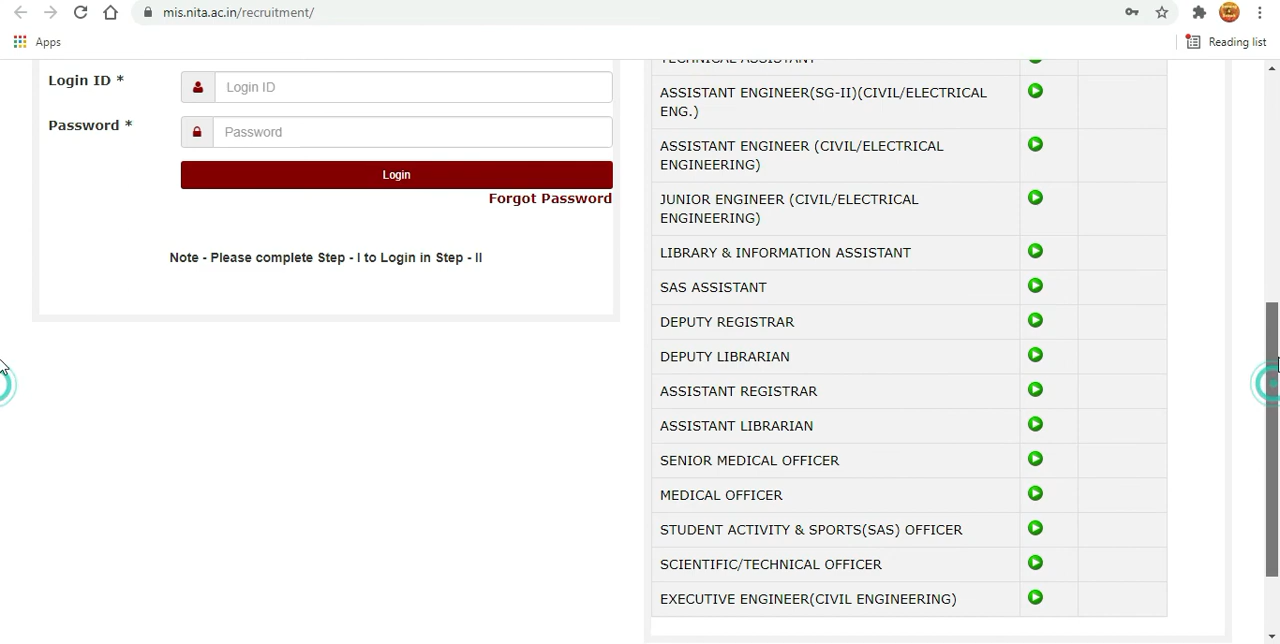 mis.nita.ac.in/recruitment/
Apps
Reading list
Login ID *
Login ID
Password *
Password
Login
Forgot Password
Note - Please complete Step - I to Login in Step - II
TECHNICAL ASSISTANT
ASSISTANT ENGINEER(SG-II)(CIVIL/ELECTRICAL
ENG.)
ASSISTANT ENGINEER (CIVIL/ELECTRICAL
ENGINEERING)
JUNIOR ENGINEER (CIVIL/ELECTRICAL
ENGINEERING)
LIBRARY & INFORMATION ASSISTANT
SAS ASSISTANT
DEPUTY REGISTRAR
DEPUTY LIBRARIAN
ASSISTANT REGISTRAR
ASSISTANT LIBRARIAN
SENIOR MEDICAL OFFICER
MEDICAL OFFICER
STUDENT ACTIVITY & SPORTS(SAS) OFFICER
SCIENTIFIC/TECHNICAL OFFICER
EXECUTIVE ENGINEER(CIVIL ENGINEERING)